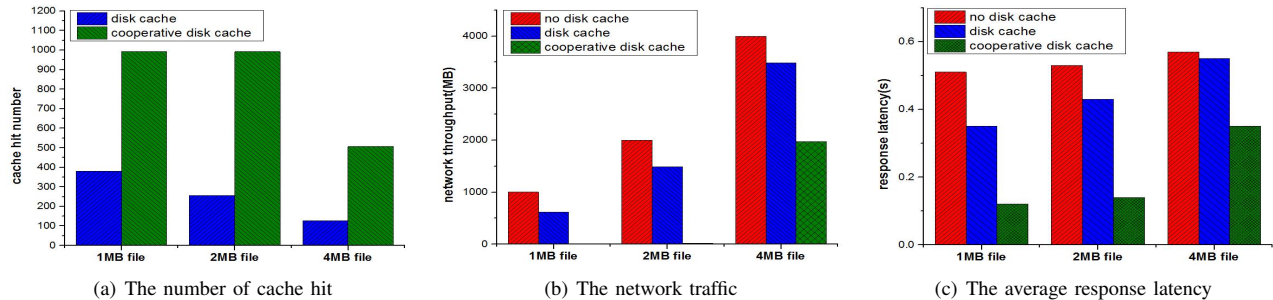 1200
1100
1000
900
800
700
600
500
400
300
200
100
0
cache hit number
disk cache
cooperative disk cache
1MB file 2MB file 4MB file
(a) The number of cache hit
4000
3000
2000
1000
0
network throughput(MB)
no disk cache
disk cache
cooperative disk cache
1MB file 2MB file 4MB file
(b) The network traffic
0.6
0.4
0.2
0.0
response latency(s)
no disk cache
disk cache
cooperative disk cache
1MB file 2MB file 4MB file
(c) The average response latency